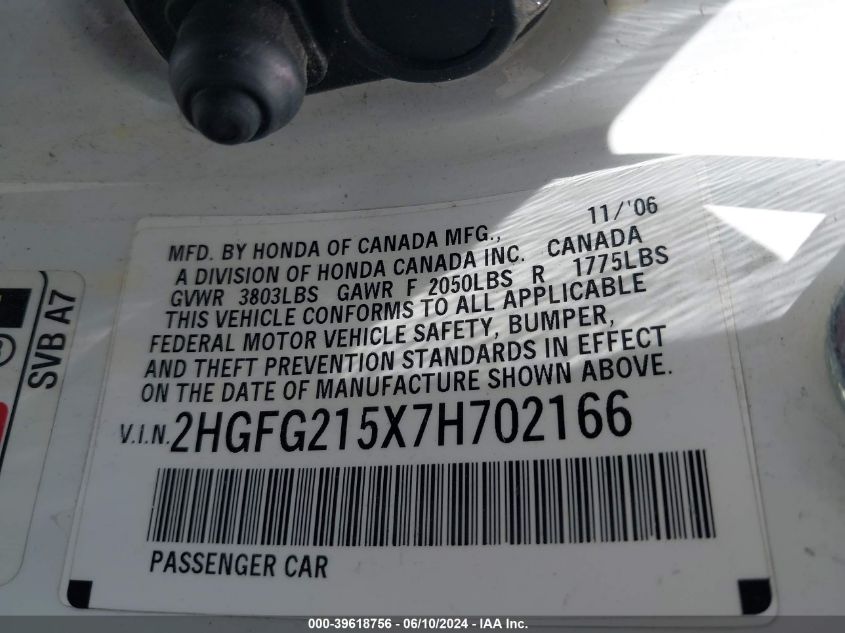 11/'06
MFD. BY HONDA OF CANADA MFG.,
A DIVISION OF HONDA CANADA INC. CANADA
GVWR 3803LBS GAWR F 2050LBS R 1775LBS
THIS VEHICLE CONFORMS TO ALL APPLICABLE
FEDERAL MOTOR VEHICLE SAFETY, BUMPER,
AND THEFT PREVENTION STANDARDS IN EFFECT
ON THE DATE OF MANUFACTURE SHOWN ABOVE.
V.I.N. 2HGFG215X7H702166
PASSENGER CAR
SVB A7
000-39618756 - 06/10/2024 - IAA Inc.